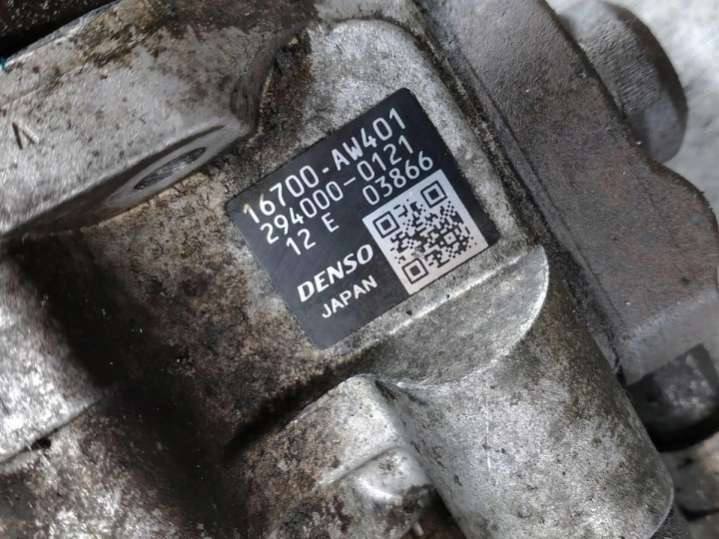 16700-AW401
294000-0121
12 E 03866
DENSO
JAPAN